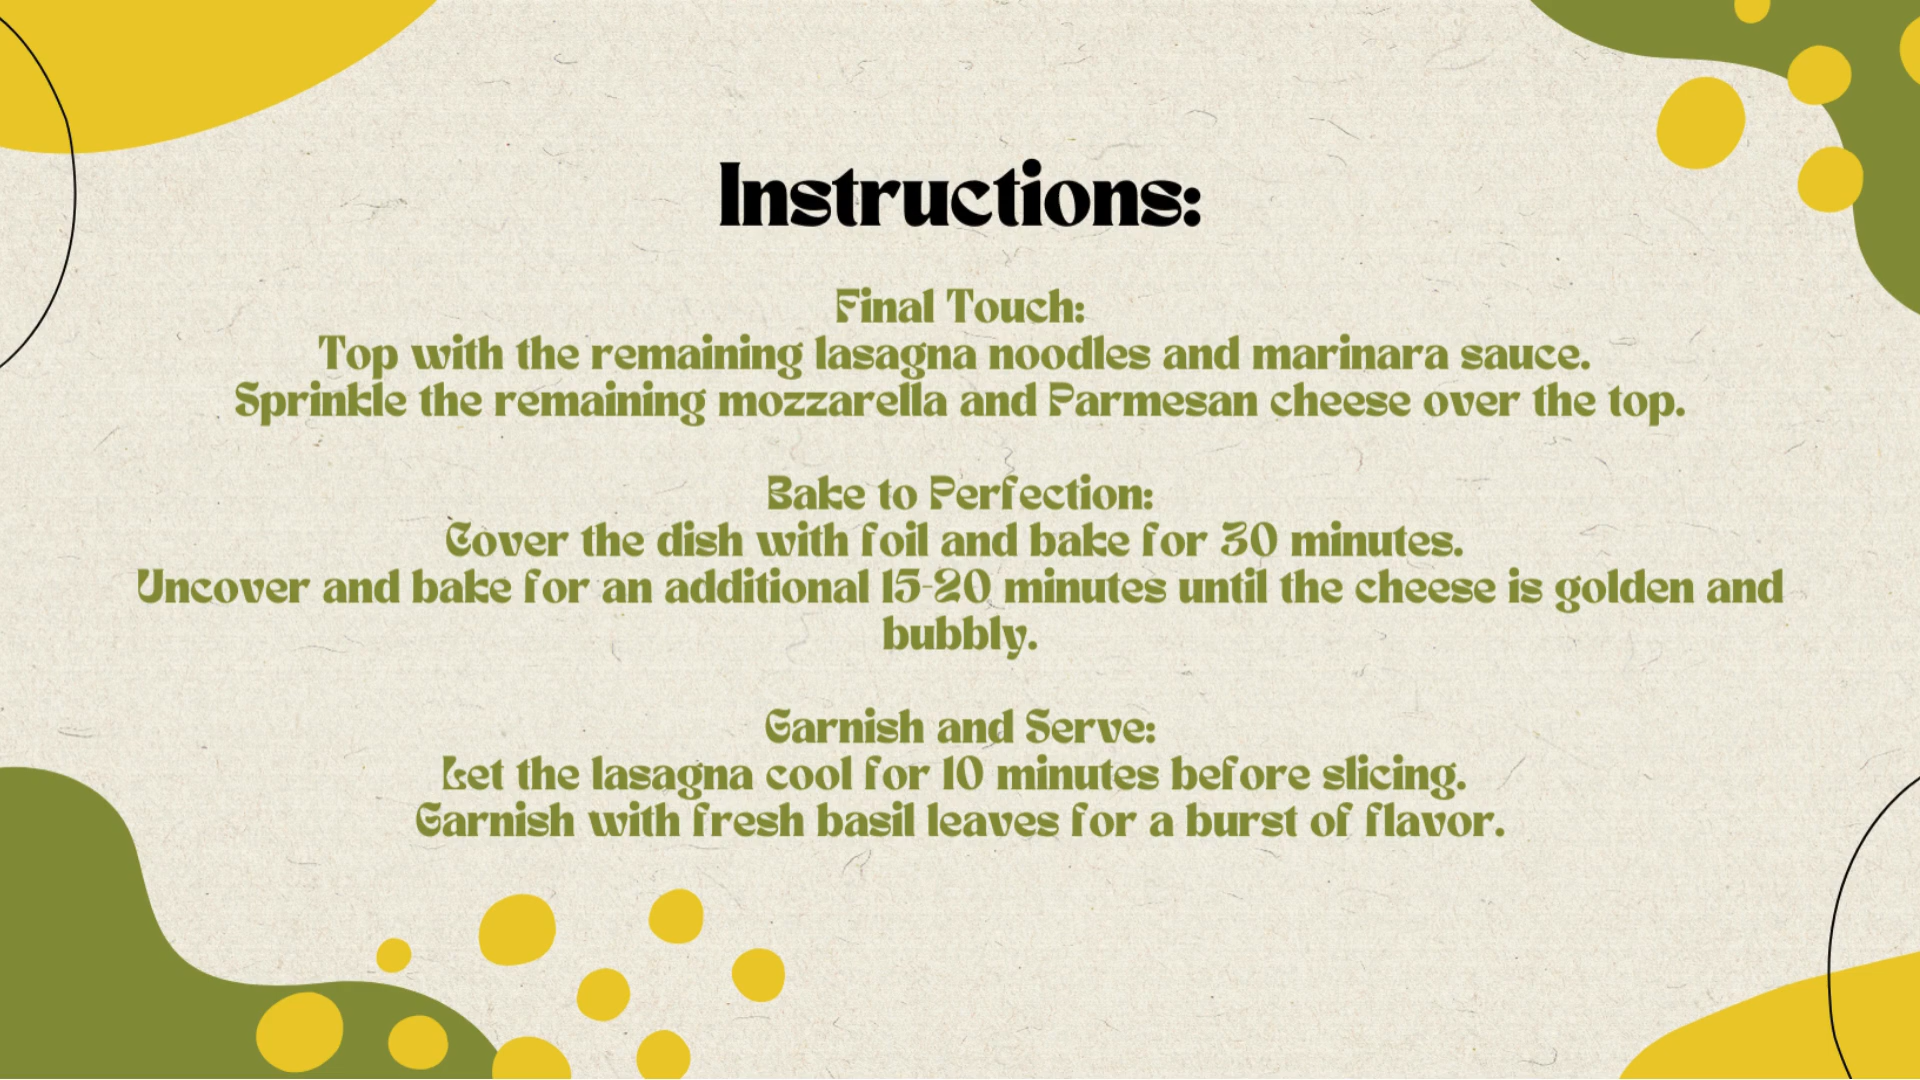 Instructions:
Final Touch:
Top with the remaining lasagna noodles and marinara sauce.
Sprinkle the remaining mozzarella and Parmesan cheese over the top.
Bake to Perfection:
Cover the dish with foil and bake for 30 minutes.
Uncover and bake for an additional 15-20 minutes until the cheese is golden and
bubbly.
Garnish and Serve:
Let the lasagna cool for 10 minutes before slicing.
Garnish with fresh basil leaves for a burst of flavor.